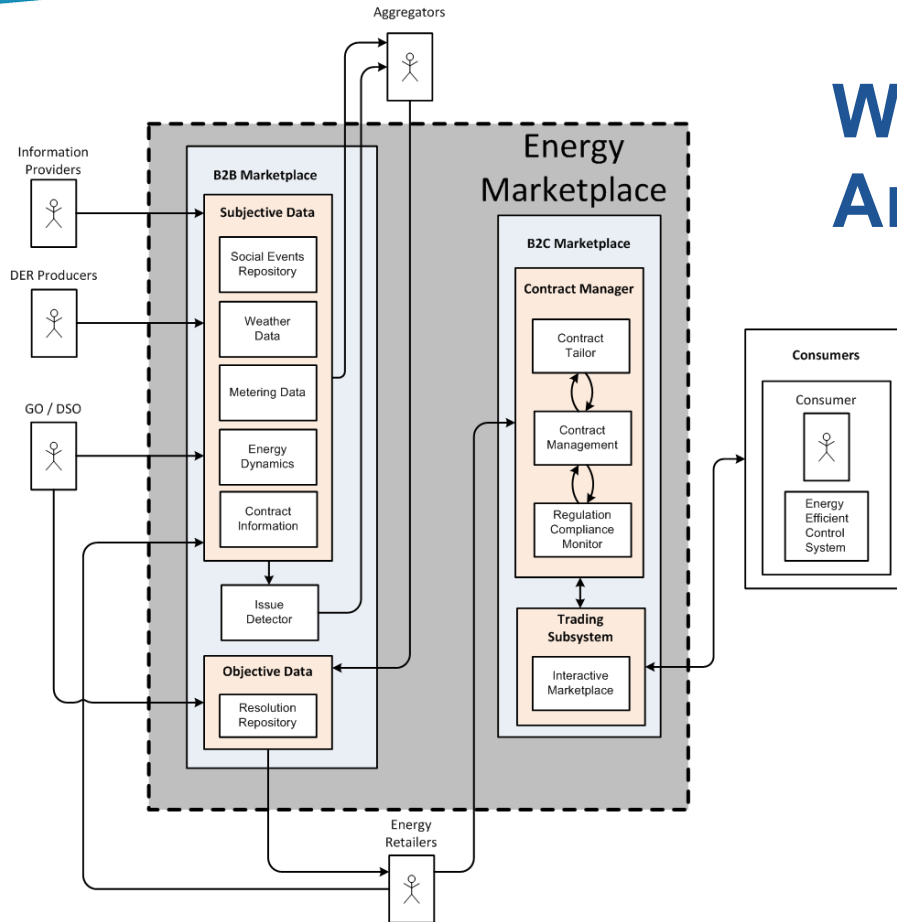 Aggregators
W
Ar
Energy
Marketplace
Information
Providers
B2B Marketplace
Subjective Data
Social Events
Repository
DER Producers
Weather
Data
Metering Data
GO / DSO
Energy
Dynamics
Contract
Information
Issue
Detector
Objective Data
Resolution
Repository
B2C Marketplace
Contract Manager
Contract
Tailor
Contract
Management
Regulation
Compliance
Monitor
Trading
Subsystem
Interactive
Marketplace
Consumers
Consumer
Energy
Efficient
Control
System
Energy
Retailers